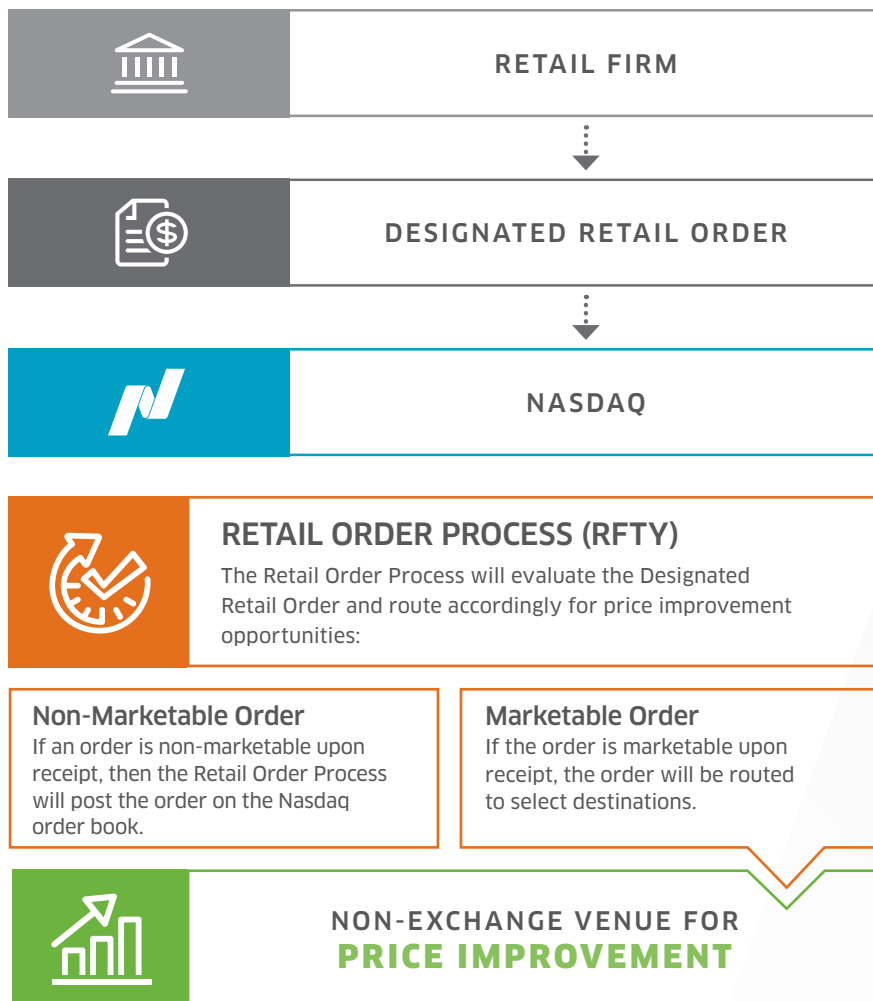 RETAIL FIRM
DESIGNATED RETAIL ORDER
$
NASDAQ
RETAIL ORDER PROCESS (RFTY)
The Retail Order Process will evaluate the Designated
Retail Order and route accordingly for price improvement
opportunities:
Non-Marketable Order
If an order is non-marketable upon
receipt, then the Retail Order Process
will post the order on the Nasdaq
order book.
Marketable Order
If the order is marketable upon
receipt, the order will be routed
to select destinations.
NON-EXCHANGE VENUE FOR
PRICE IMPROVEMENT